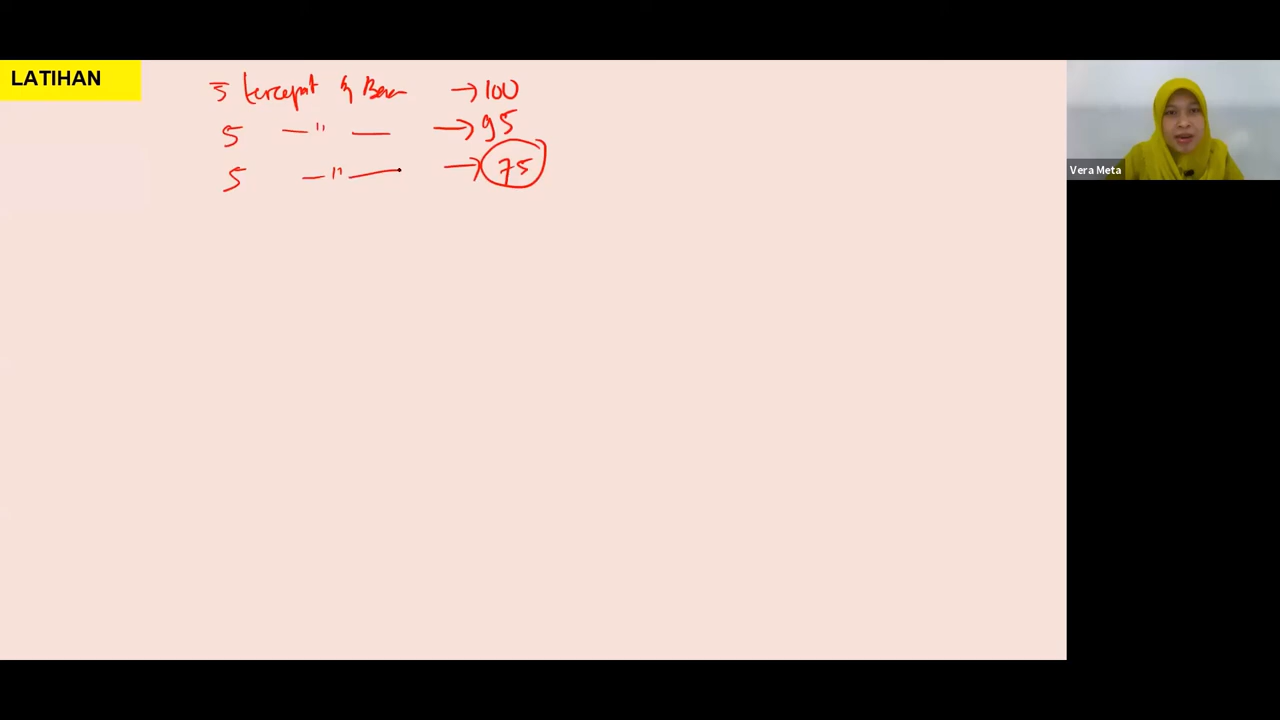 LATIHAN
5 tercepat & Benar → 100
5 — " — → 95
5 — " — → 75
Vera Meta